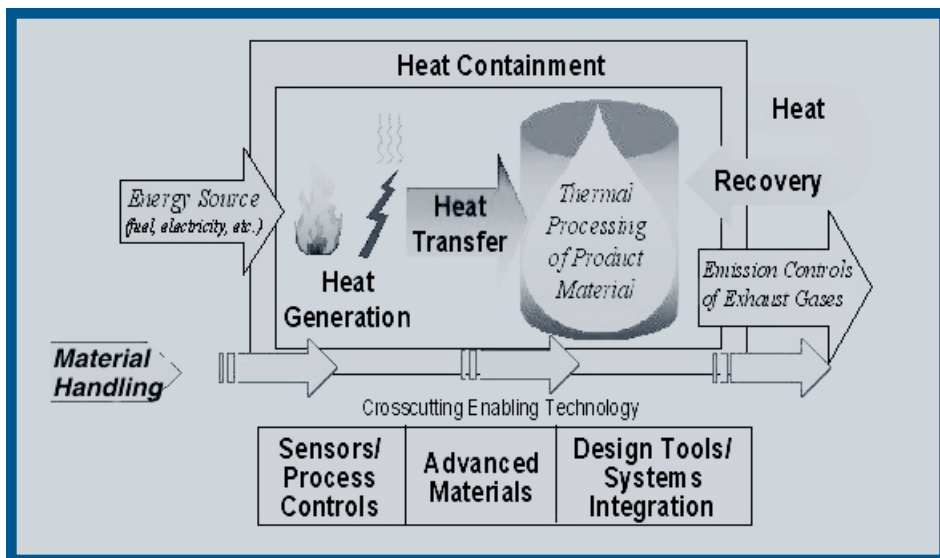 Heat Containment
Heat
Recovery
Energy Source
(fuel, electricity, etc.)
Heat
Transfer
Thermal
Processing
of Product
Material
Heat
Generation
Emission Controls
of Exhaust Gases
Material
Handling
Crosscutting Enabling Technology
Sensors/
Process
Controls
Advanced
Materials
Design Tools/
Systems
Integration